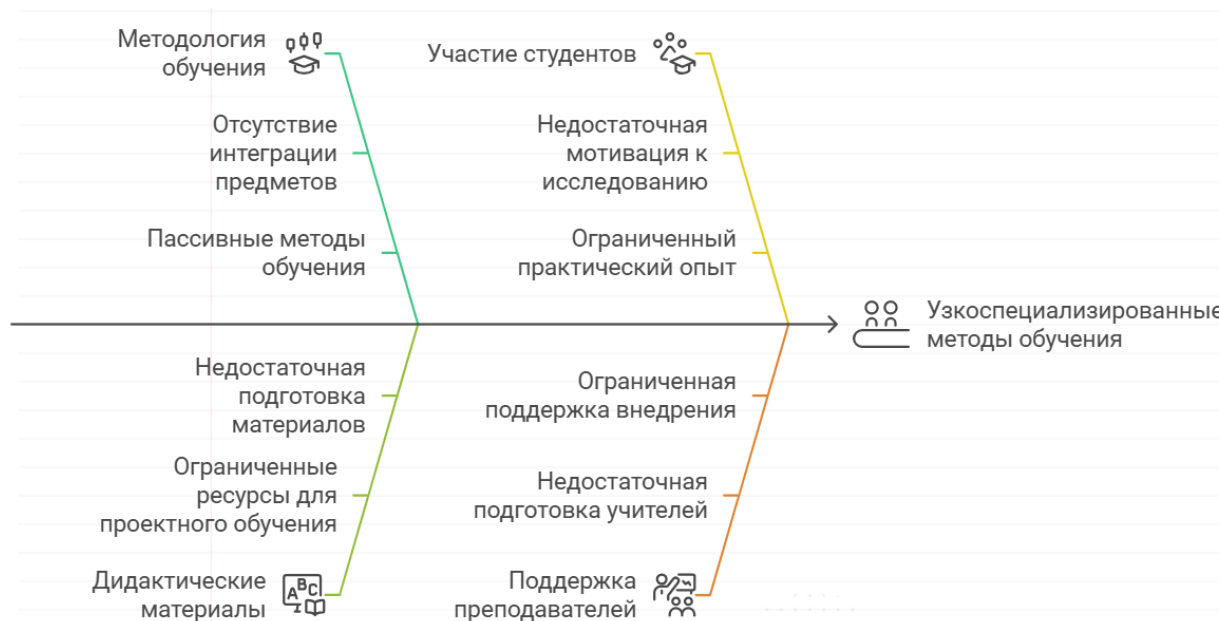 Методология
обучения
Участие студентов
Отсутствие
интеграции
предметов
Недостаточная
мотивация к
исследованию
Пассивные методы
обучения
Ограниченный
практический опыт
Узкоспециализированные
методы обучения
Недостаточная
подготовка
материалов
Ограниченная
поддержка внедрения
Ограниченные
ресурсы для
проектного обучения
Недостаточная
подготовка учителей
Дидактические
материалы
ABC
Поддержка
преподавателей